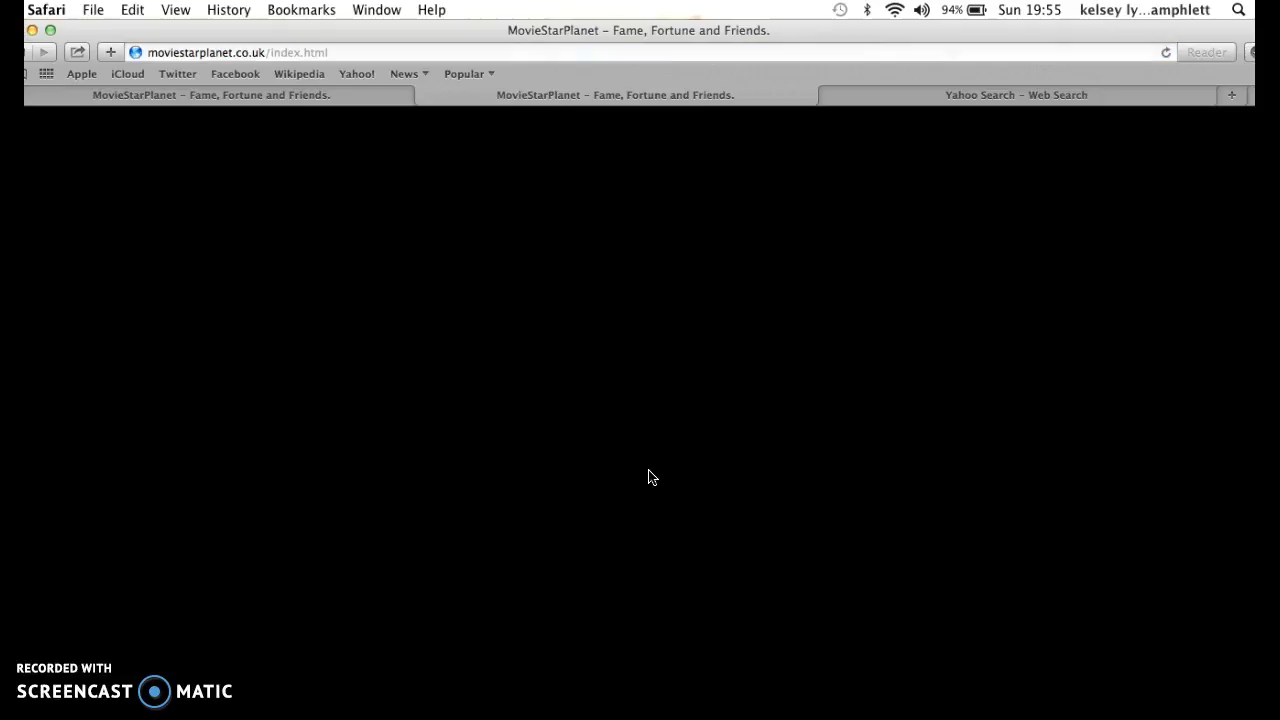 Safari File Edit View History Bookmarks Window Help 94% Sun 19:55 kelsey ly...amphlett
MovieStarPlanet – Fame, Fortune and Friends.
moviestarplanet.co.uk/index.html Reader
Apple iCloud Twitter Facebook Wikipedia Yahoo! News Popular
MovieStarPlanet – Fame, Fortune and Friends. MovieStarPlanet – Fame, Fortune and Friends. Yahoo Search – Web Search
RECORDED WITH
SCREENCAST MATIC